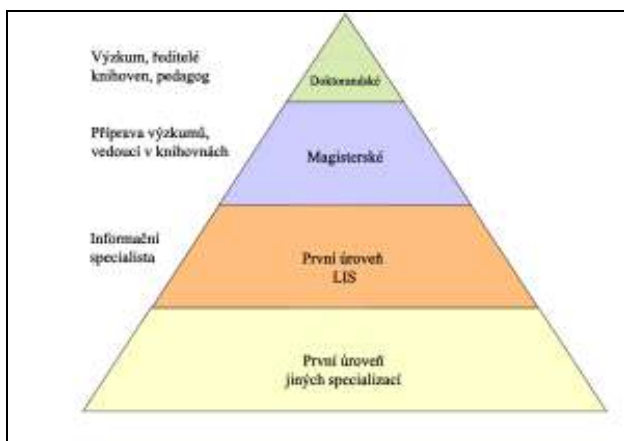 Výzkum, ředitelé
knihoven, pedagog
Doktorandské
Příprava výzkumů,
vedoucí v knihovnách
Magisterské
Informační
specialista
První úroveň
LIS
První úroveň
jiných specializací